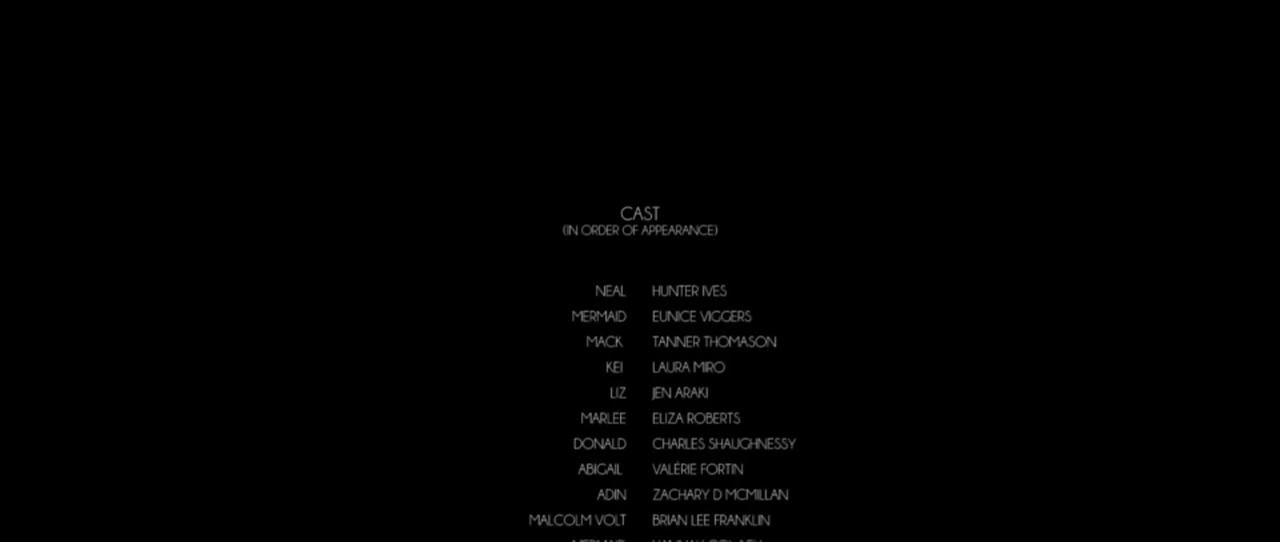 CAST
(IN ORDER OF APPEARANCE)
NEAL HUNTER IVES
MERMAID EUNICE VIGGERS
MACK TANNER THOMASON
KEI LAURA MIRO
LIZ JEN ARAKI
MARLEE ELIZA ROBERTS
DONALD CHARLES SHAUGHNESSY
ABIGAIL VALÉRIE FORTIN
ADIN ZACHARY D MCMILLAN
MALCOLM VOLT BRIAN LEE FRANKLIN